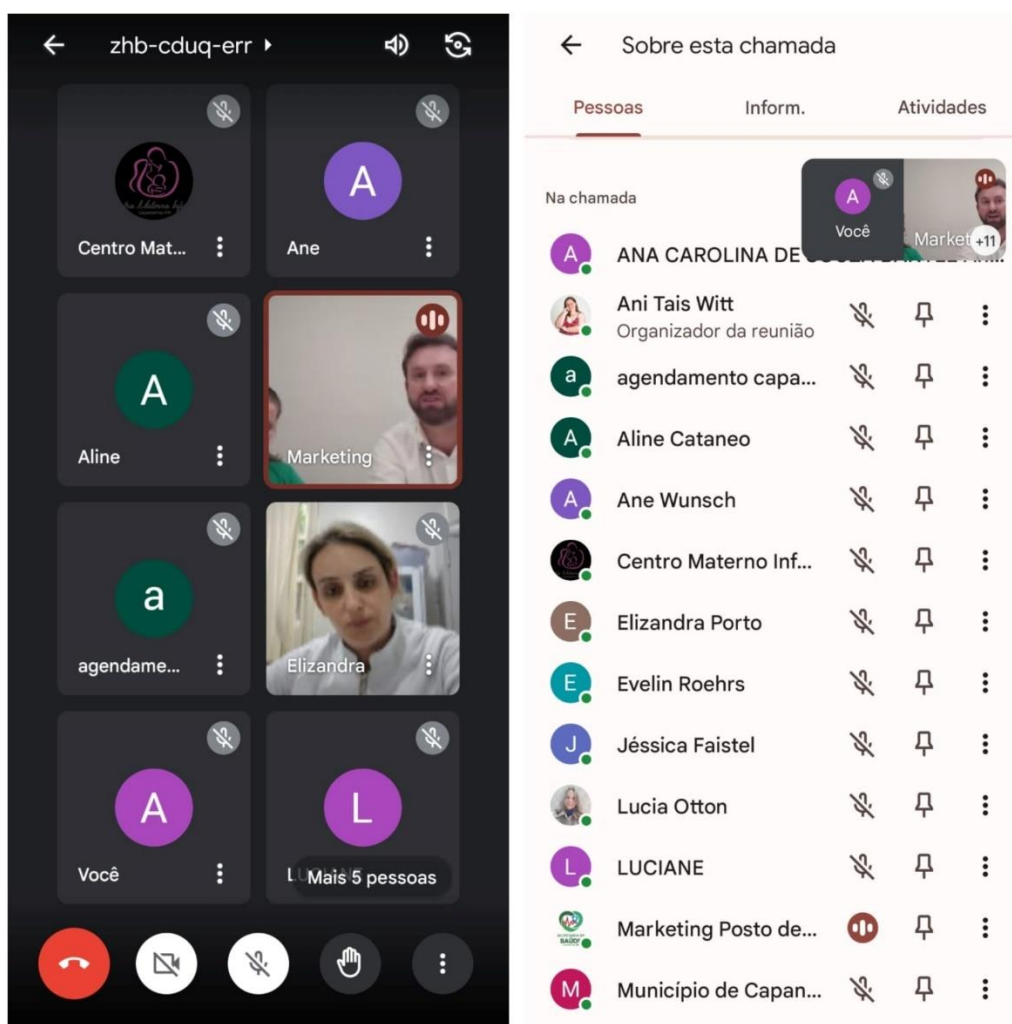 zhb-cduq-err
Centro Mat...
A
Ane
A
Aline
Marketing
a
agendame...
Elizandra
A
Você
L
Mais 5 pessoas
Sobre esta chamada
Pessoas
Inform.
Atividades
Na chamada
A
Você
Market
+11
A
ANA CAROLINA DE
Ani Tais Witt
Organizador da reunião
a
agendamento capa...
A
Aline Cataneo
A
Ane Wunsch
Centro Materno Inf...
E
Elizandra Porto
E
Evelin Roehrs
J
Jéssica Faistel
Lucia Otton
L
LUCIANE
SAÚDE
Marketing Posto de...
M
Município de Capan...